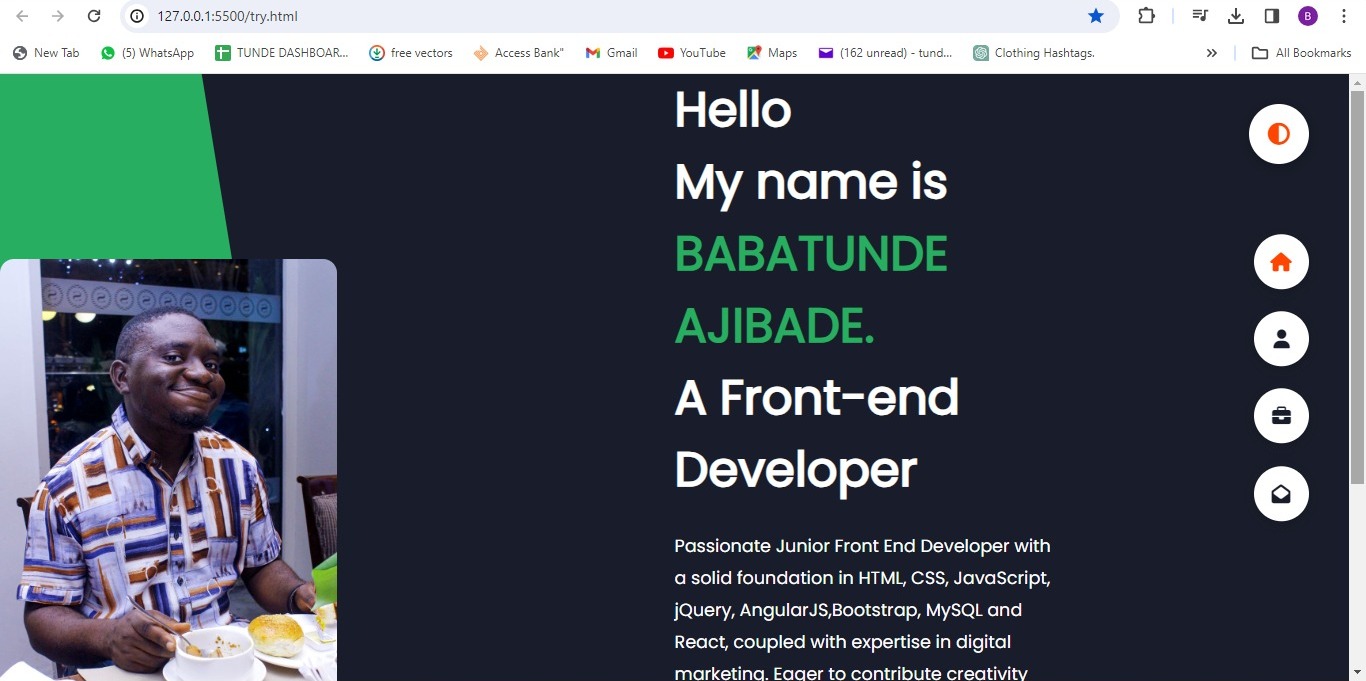 127.0.0.1:5500/try.html
B
New Tab
(5) WhatsApp
TUNDE DASHBOAR...
free vectors
Access Bank"
Gmail
YouTube
Maps
(162 unread) - tund...
Clothing Hashtags.
»
All Bookmarks
Hello
My name is
BABATUNDE
AJIBADE.
A Front-end
Developer
Passionate Junior Front End Developer with
a solid foundation in HTML, CSS, JavaScript,
jQuery, AngularJS,Bootstrap, MySQL and
React, coupled with expertise in digital
marketing. Eager to contribute creativity